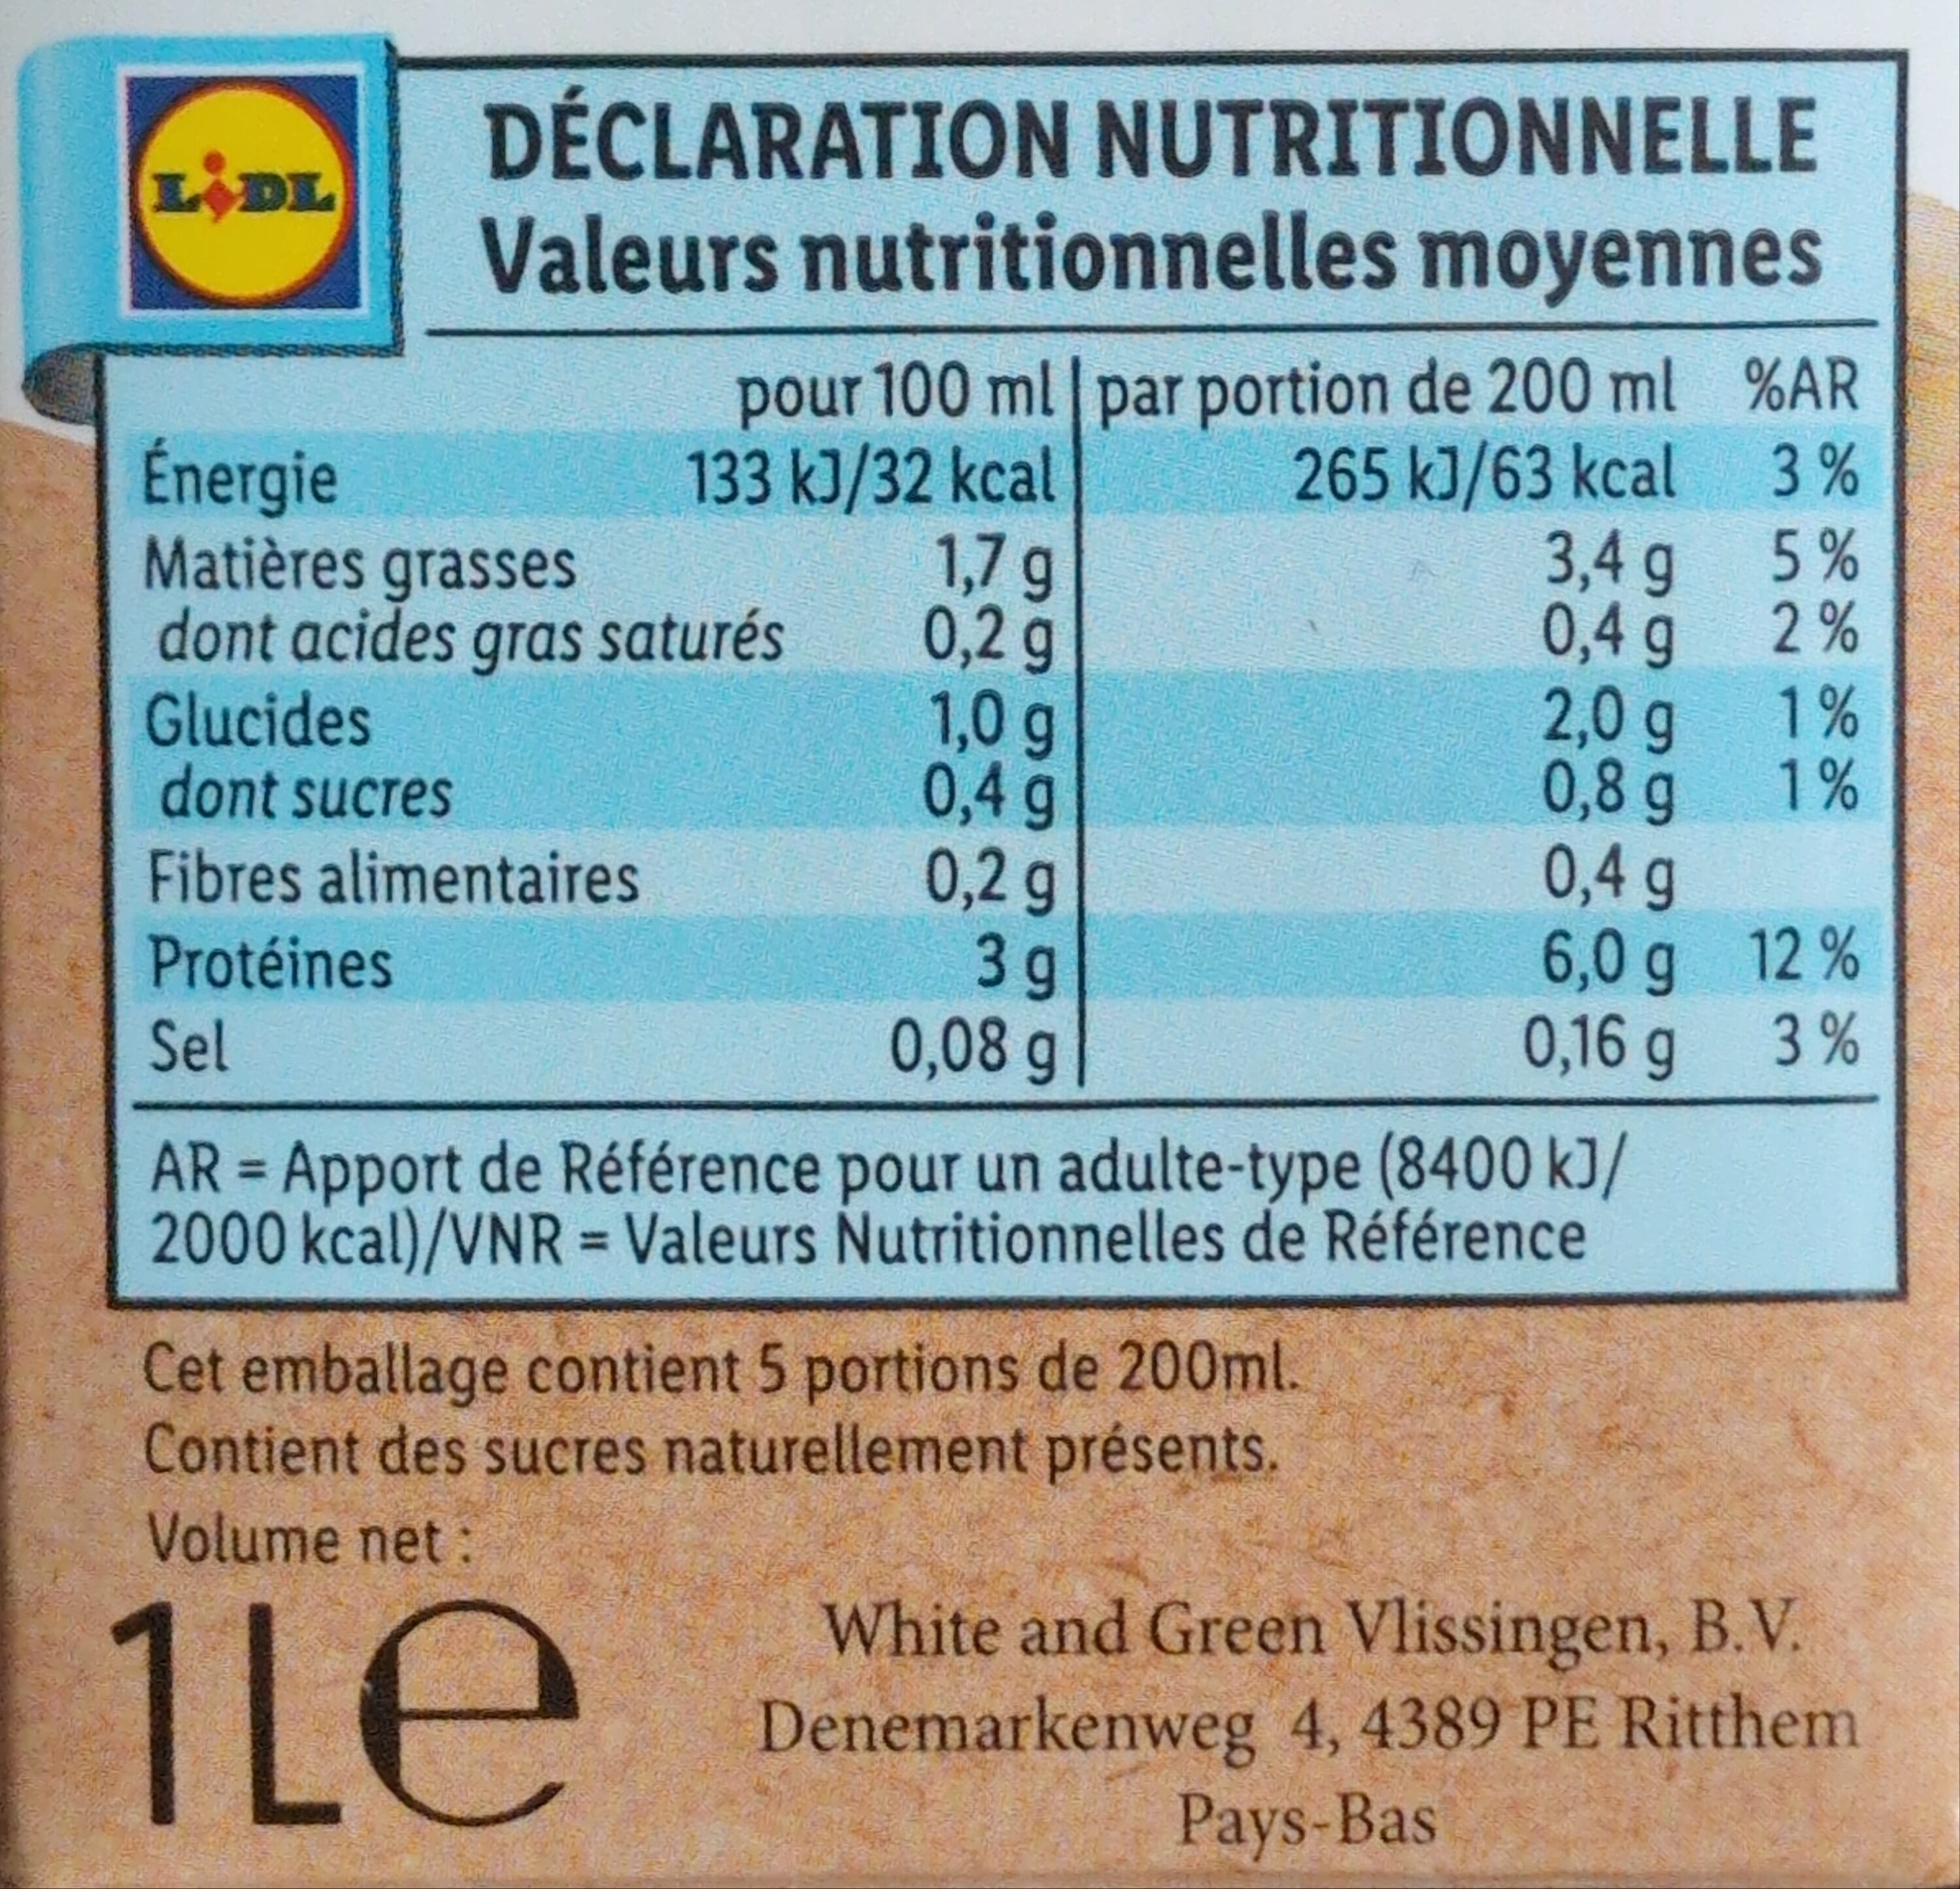 LIDL
DÉCLARATION NUTRITIONNELLE
Valeurs nutritionnelles moyennes
pour 100 ml par portion de 200 ml %AR
Énergie 133 kJ/32 kcal 265 kJ/63 kcal 3 %
Matières grasses 1,7 g 3,4 g 5 %
dont acides gras saturés 0,2 g 0,4 g 2 %
Glucides 1,0 g 2,0 g 1 %
dont sucres 0,4 g 0,8 g 1 %
Fibres alimentaires 0,2 g 0,4 g
Protéines 3 g 6,0 g 12 %
Sel 0,08 g 0,16 g 3 %
AR = Apport de Référence pour un adulte-type (8400 kJ/
2000 kcal)/VNR = Valeurs Nutritionnelles de Référence
Cet emballage contient 5 portions de 200ml.
Contient des sucres naturellement présents.
Volume net :
1L℮
White and Green Vlissingen, B.V.
Denemarkenweg 4, 4389 PE Ritthem
Pays-Bas